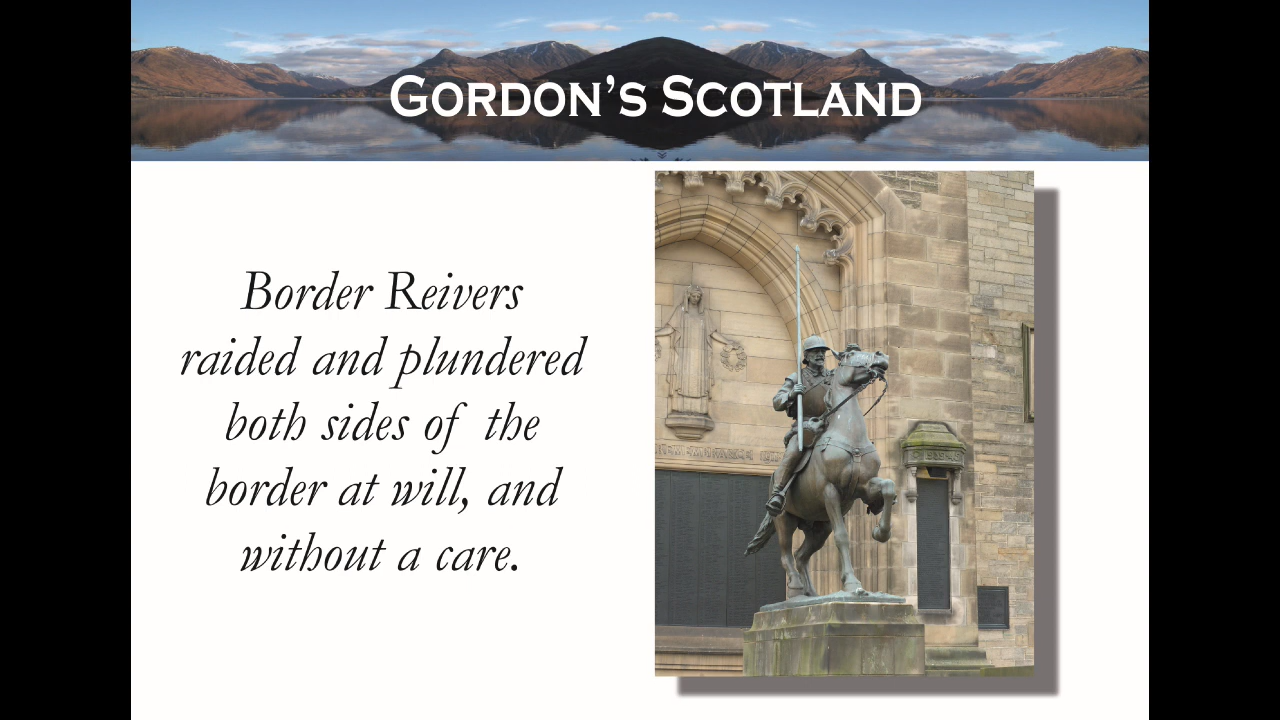 GORDON'S SCOTLAND
Border Reivers
raided and plundered
both sides of the
border at will, and
without a care.